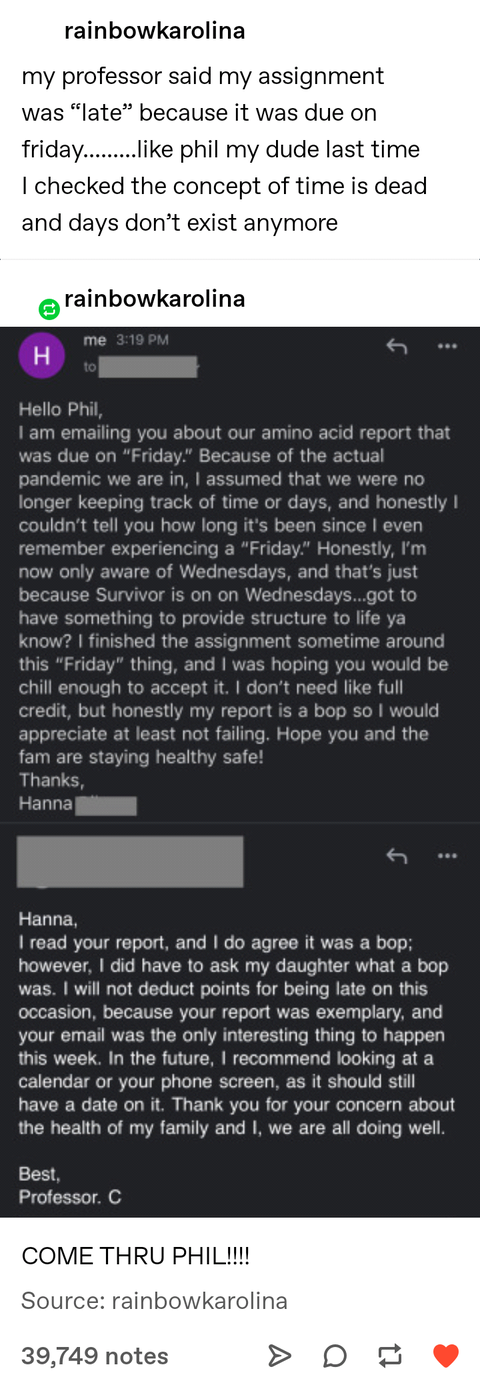 rainbowkarolina
my professor said my assignment
was “late” because it was due on
friday.........like phil my dude last time
I checked the concept of time is dead
and days don’t exist anymore
rainbowkarolina
H
me 3:19 PM
to
Hello Phil,
I am emailing you about our amino acid report that
was due on “Friday.” Because of the actual
pandemic we are in, I assumed that we were no
longer keeping track of time or days, and honestly I
couldn’t tell you how long it's been since I even
remember experiencing a “Friday.” Honestly, I’m
now only aware of Wednesdays, and that’s just
because Survivor is on on Wednesdays...got to
have something to provide structure to life ya
know? I finished the assignment sometime around
this “Friday” thing, and I was hoping you would be
chill enough to accept it. I don’t need like full
credit, but honestly my report is a bop so I would
appreciate at least not failing. Hope you and the
fam are staying healthy safe!
Thanks,
Hanna
Hanna,
I read your report, and I do agree it was a bop;
however, I did have to ask my daughter what a bop
was. I will not deduct points for being late on this
occasion, because your report was exemplary, and
your email was the only interesting thing to happen
this week. In the future, I recommend looking at a
calendar or your phone screen, as it should still
have a date on it. Thank you for your concern about
the health of my family and I, we are all doing well.
Best,
Professor. C
COME THRU PHIL!!!!
Source: rainbowkarolina
39,749 notes